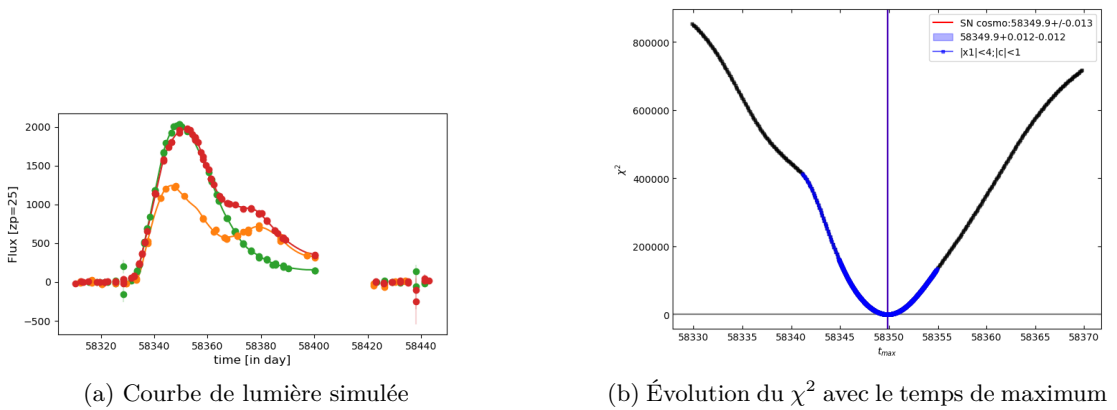 2000
1500
1000
500
0
−500
Flux [zp=25]
58320 58340 58360 58380 58400 58420 58440
time [in day]
(a) Courbe de lumière simulée
800000
600000
400000
200000
0
χ²
SN cosmo:58349.9+/-0.013
58349.9+0.012-0.012
|x1|<4;|c|<1
58330 58335 58340 58345 58350 58355 58360 58365 58370
t_max
(b) Évolution du χ² avec le temps de maximum